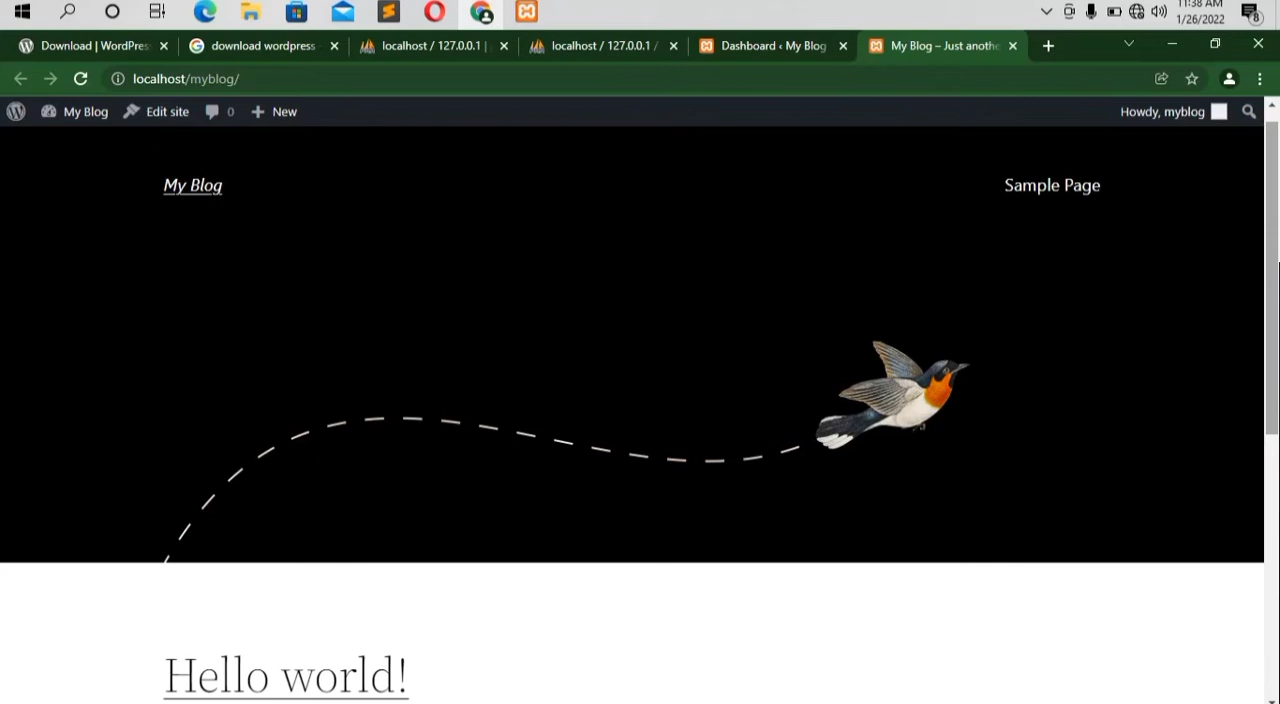 11:38 AM
1/26/2022
8
Download | WordPres
download wordpress
localhost / 127.0.0.1 |
localhost / 127.0.0.1 /
Dashboard ‹ My Blog
My Blog – Just anothe
localhost/myblog/
My Blog
Edit site
0
New
Howdy, myblog
My Blog
Sample Page
Hello world!